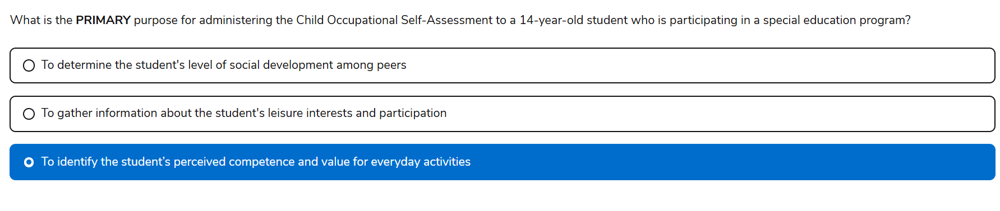 What is the PRIMARY purpose for administering the Child Occupational Self-Assessment to a 14-year-old student who is participating in a special education program?
To determine the student's level of social development among peers
To gather information about the student's leisure interests and participation
To identify the student’s perceived competence and value for everyday activities